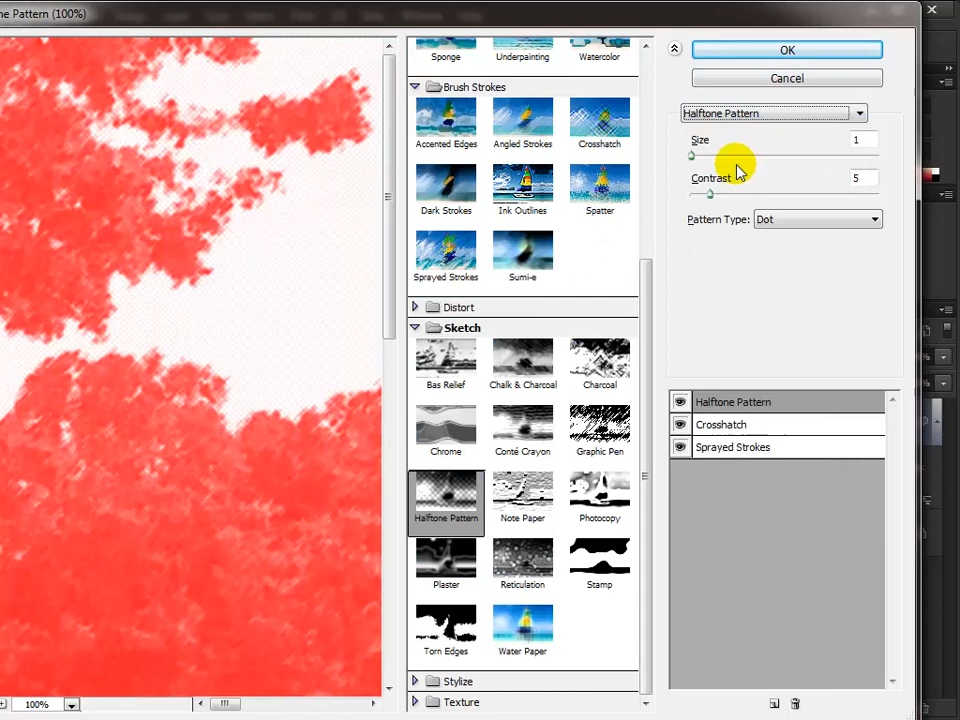 Halftone Pattern (100%)
Sponge
Underpainting
Watercolor
Brush Strokes
Accented Edges
Angled Strokes
Crosshatch
Dark Strokes
Ink Outlines
Spatter
Sprayed Strokes
Sumi-e
Distort
Sketch
Bas Relief
Chalk & Charcoal
Charcoal
Chrome
Conté Crayon
Graphic Pen
Halftone Pattern
Note Paper
Photocopy
Plaster
Reticulation
Stamp
Torn Edges
Water Paper
Stylize
Texture
100%
OK
Cancel
Halftone Pattern
Size 1
Contrast 5
Pattern Type: Dot
Halftone Pattern
Crosshatch
Sprayed Strokes